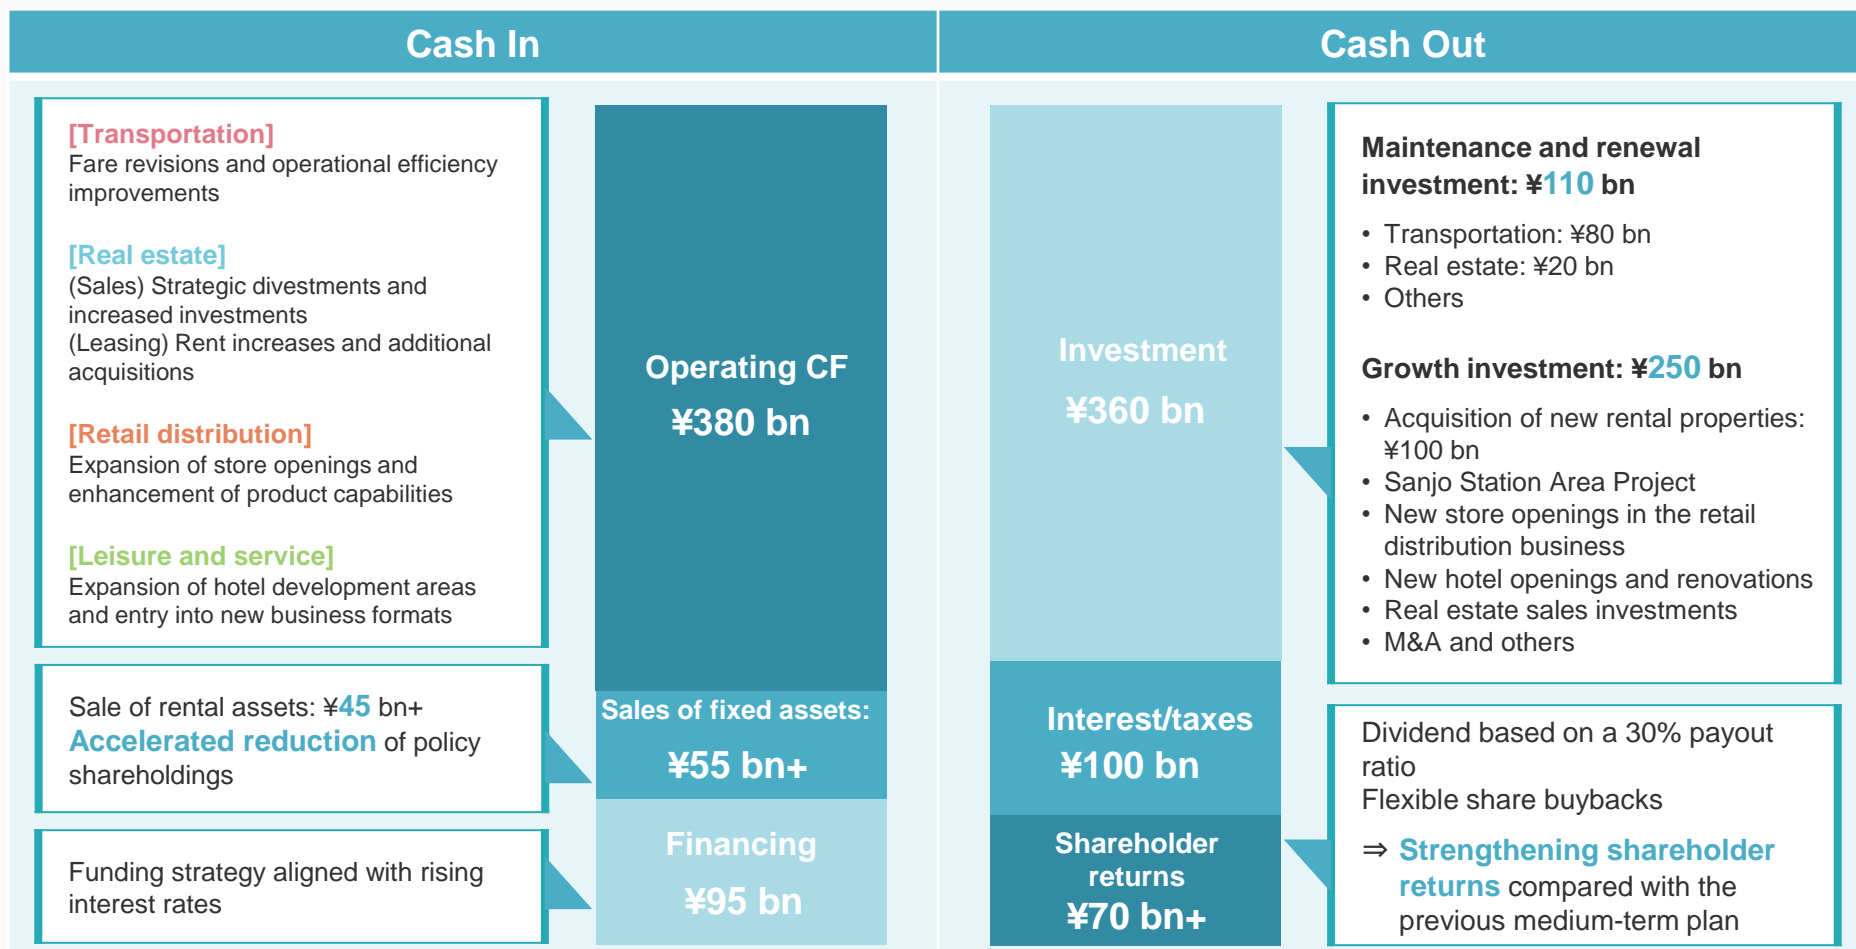 Cash In
Cash Out
[Transportation]
Fare revisions and operational efficiency
improvements
[Real estate]
(Sales) Strategic divestments and
increased investments
(Leasing) Rent increases and additional
acquisitions
[Retail distribution]
Expansion of store openings and
enhancement of product capabilities
[Leisure and service]
Expansion of hotel development areas
and entry into new business formats
Sale of rental assets: ¥45 bn+
Accelerated reduction of policy
shareholdings
Funding strategy aligned with rising
interest rates
Operating CF
¥380 bn
Sales of fixed assets:
¥55 bn+
Financing
¥95 bn
Investment
¥360 bn
Interest/taxes
¥100 bn
Shareholder
returns
¥70 bn+
Maintenance and renewal
investment: ¥110 bn
• Transportation: ¥80 bn
• Real estate: ¥20 bn
• Others
Growth investment: ¥250 bn
• Acquisition of new rental properties:
¥100 bn
• Sanjo Station Area Project
• New store openings in the retail
distribution business
• New hotel openings and renovations
• Real estate sales investments
• M&A and others
Dividend based on a 30% payout
ratio
Flexible share buybacks
⇒ Strengthening shareholder
returns compared with the
previous medium-term plan